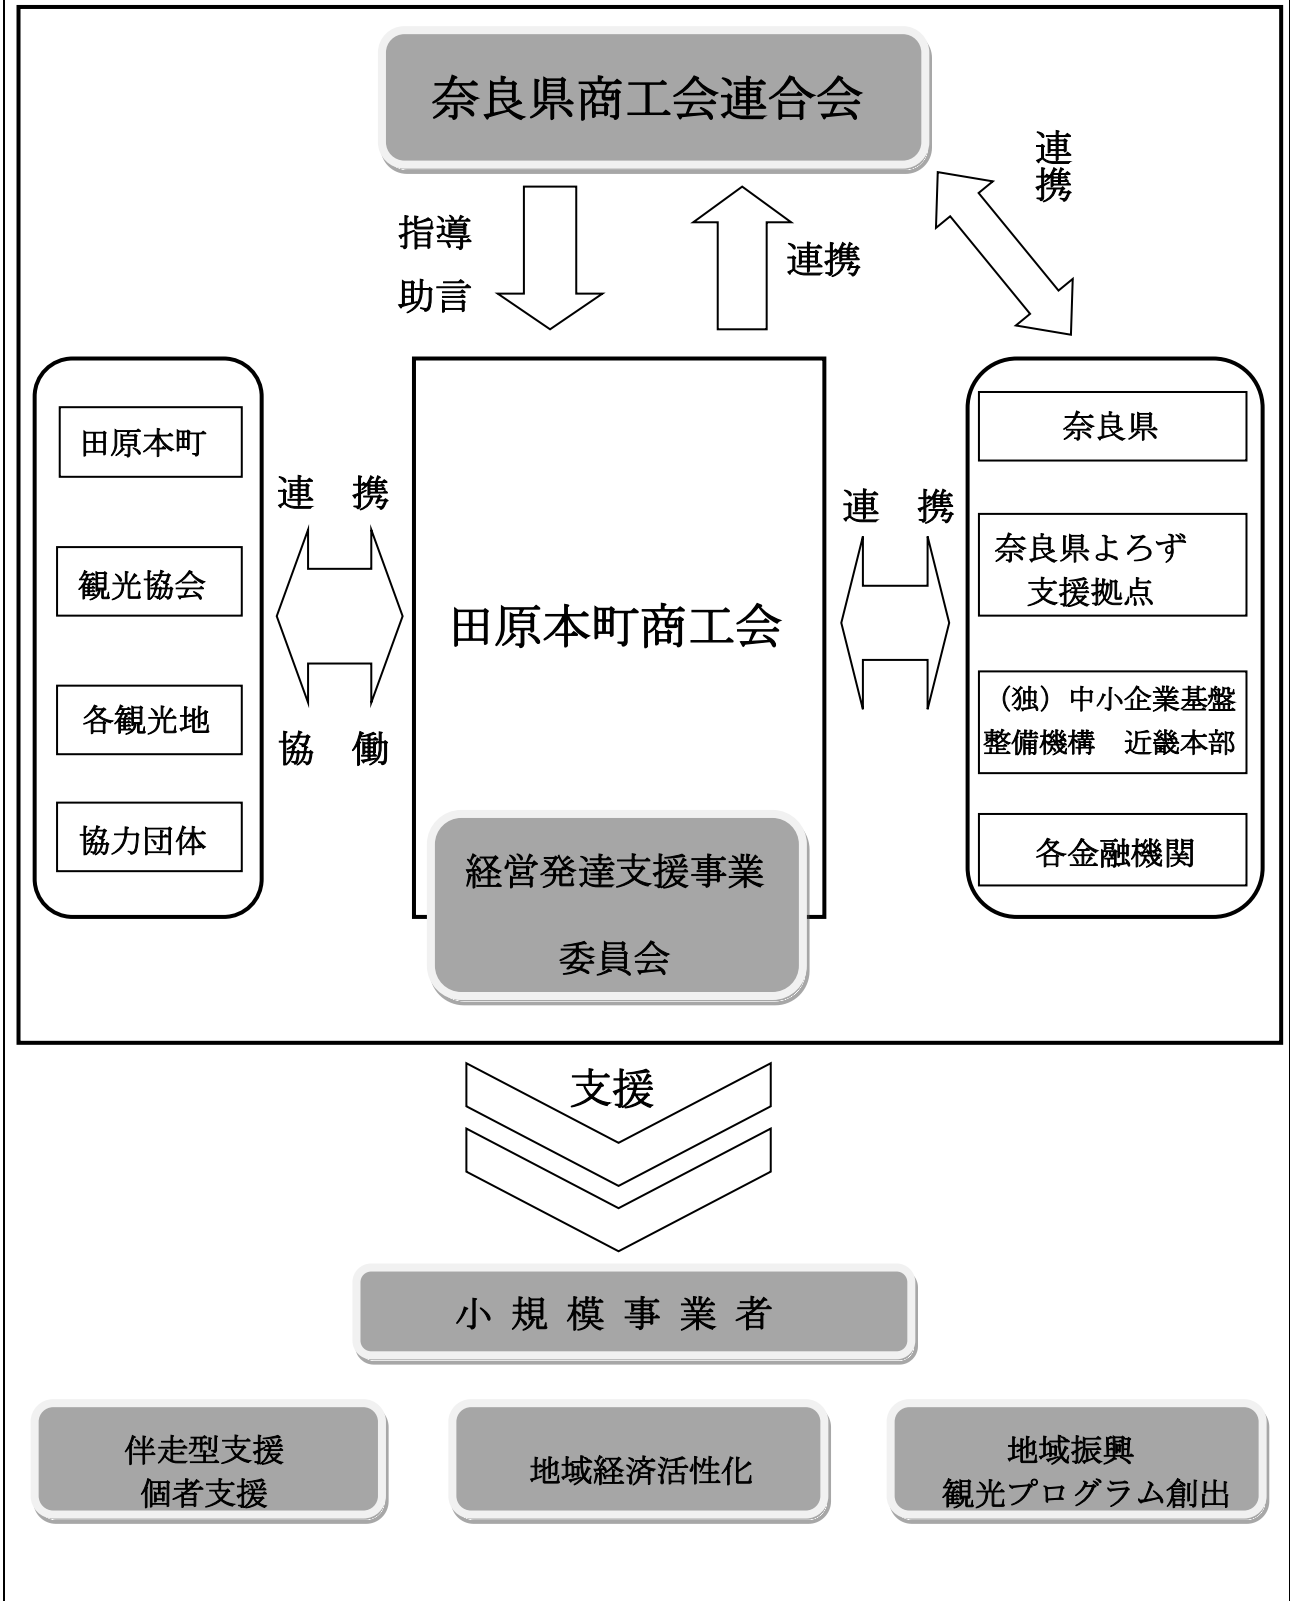 奈良県商工会連合会
連
携
指導
助言
連携
田原本町
観光協会
各観光地
協力団体
連　携
協　働
田原本町商工会
連　携
奈良県
奈良県よろず
支援拠点
（独）中小企業基盤
整備機構　近畿本部
各金融機関
経営発達支援事業
委員会
支援
小 規 模 事 業 者
伴走型支援
個者支援
地域経済活性化
地域振興
観光プログラム創出